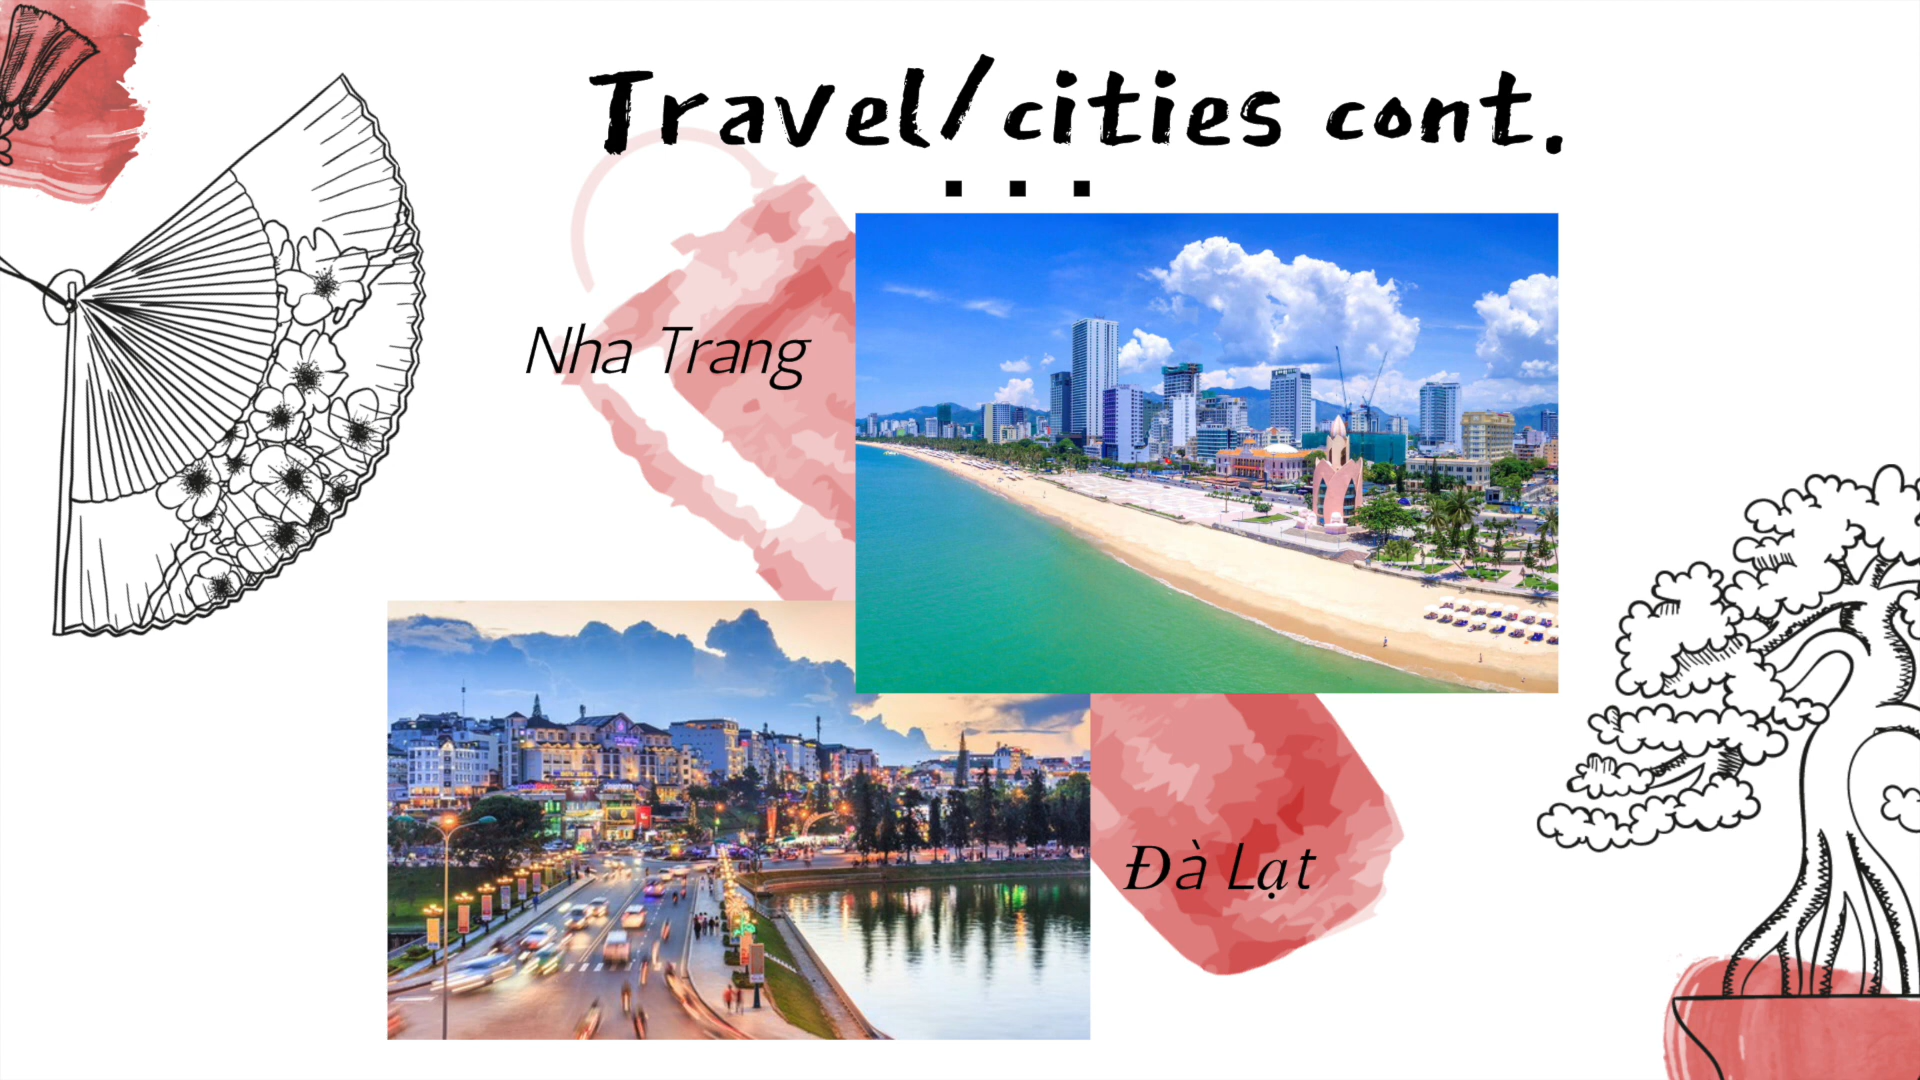 Travel/cities cont.
Nha Trang
Đà Lạt